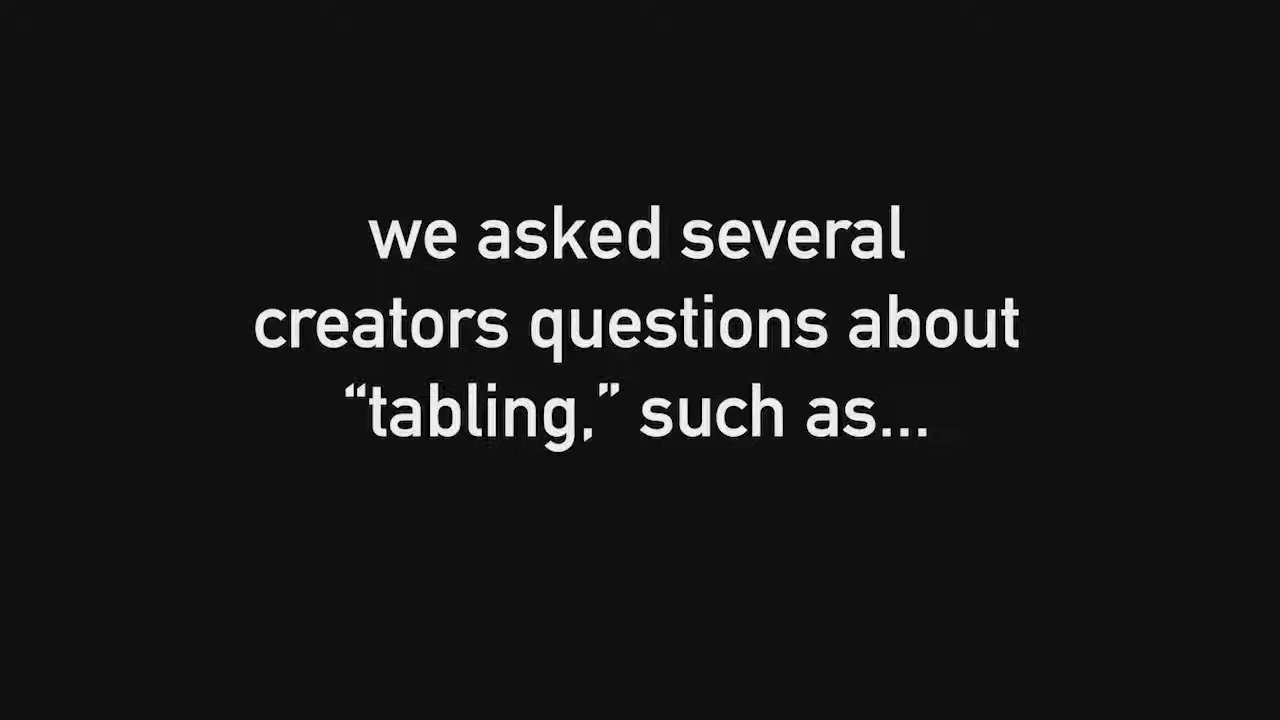 we asked several
creators questions about
“tabling,” such as...